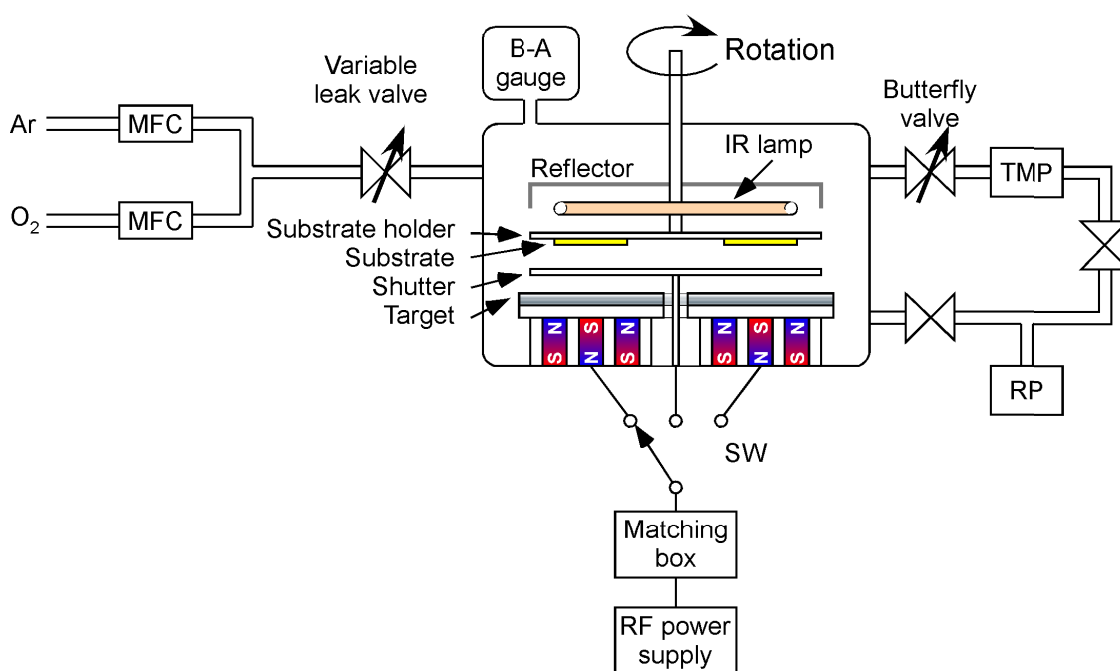 B-A
gauge
Rotation
Variable
leak valve
Butterfly
valve
Ar
MFC
IR lamp
Reflector
TMP
O2
MFC
Substrate holder
Substrate
Shutter
Target
N S N N S N
S N S S N S
RP
SW
Matching
box
RF power
supply